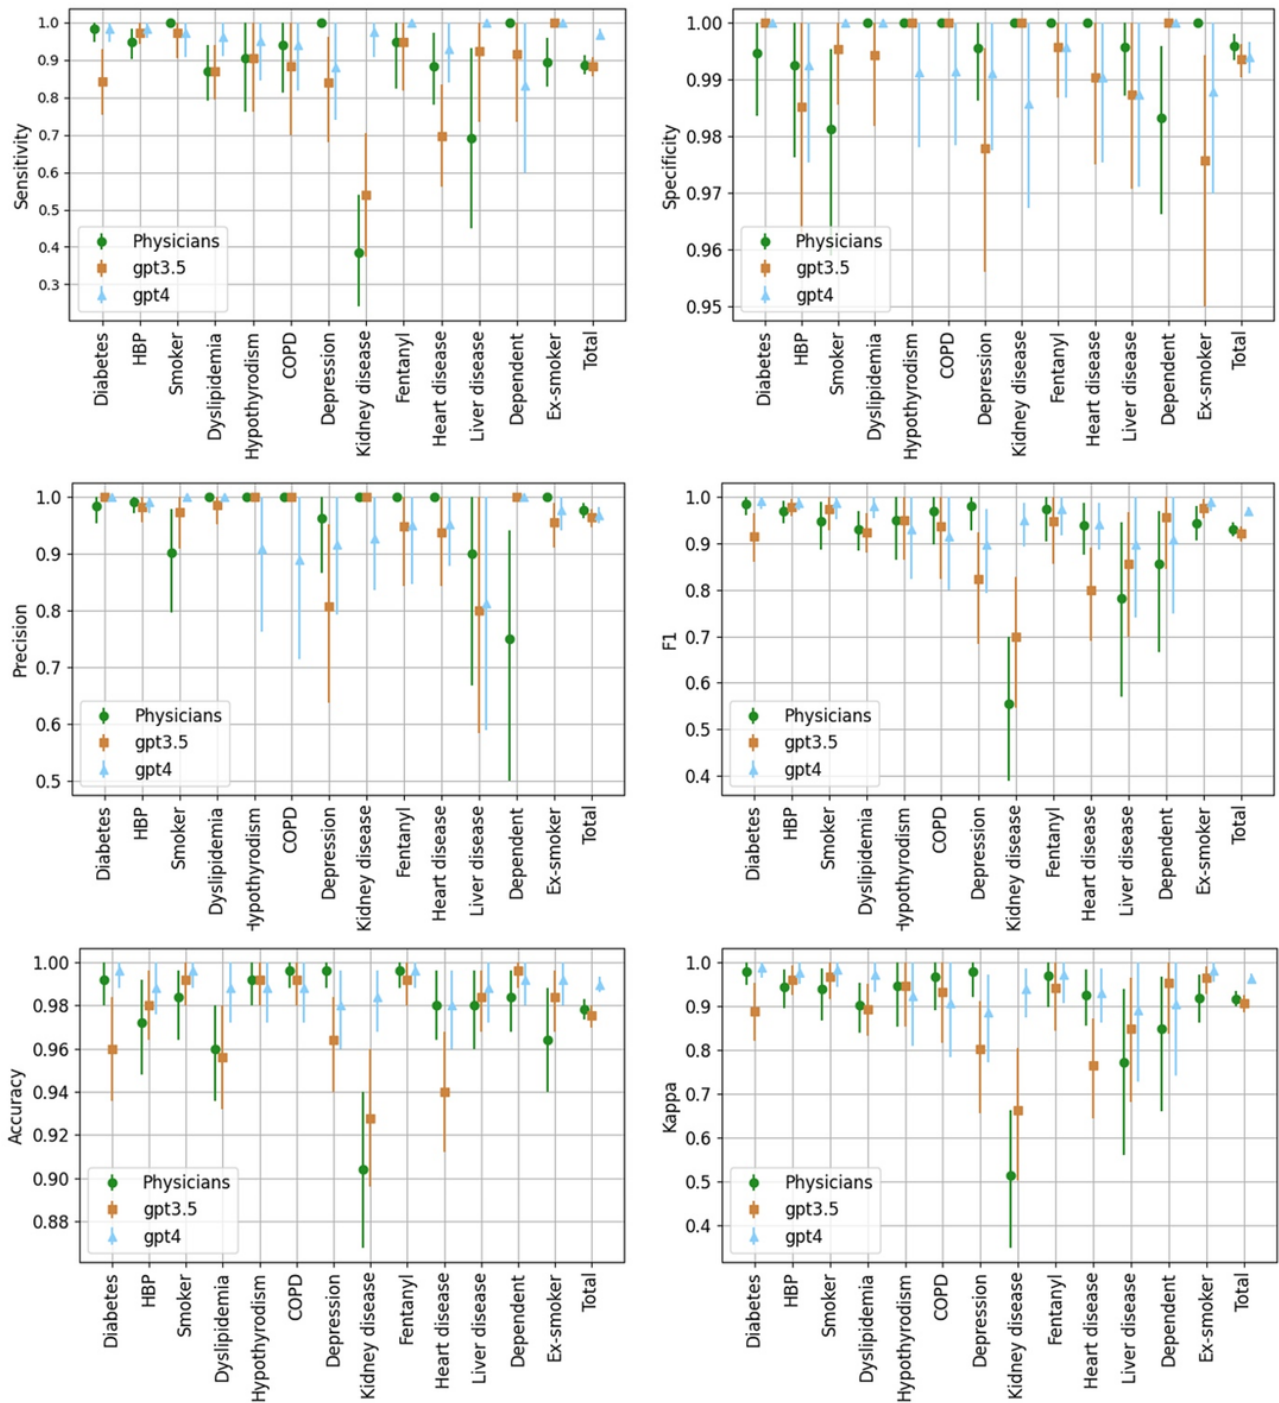 Sensitivity
1.0
0.9
0.8
0.7
0.6
0.5
0.4
0.3
Physicians
gpt3.5
gpt4
Diabetes
HBP
Smoker
Dyslipidemia
Hypothyrodism
COPD
Depression
Kidney disease
Fentanyl
Heart disease
Liver disease
Dependent
Ex-smoker
Total
Specificity
1.00
0.99
0.98
0.97
0.96
0.95
Physicians
gpt3.5
gpt4
Diabetes
HBP
Smoker
Dyslipidemia
Hypothyrodism
COPD
Depression
Kidney disease
Fentanyl
Heart disease
Liver disease
Dependent
Ex-smoker
Total
Precision
1.0
0.9
0.8
0.7
0.6
0.5
Physicians
gpt3.5
gpt4
Diabetes
HBP
Smoker
Dyslipidemia
Hypothyrodism
COPD
Depression
Kidney disease
Fentanyl
Heart disease
Liver disease
Dependent
Ex-smoker
Total
F1
1.0
0.9
0.8
0.7
0.6
0.5
0.4
Physicians
gpt3.5
gpt4
Diabetes
HBP
Smoker
Dyslipidemia
Hypothyrodism
COPD
Depression
Kidney disease
Fentanyl
Heart disease
Liver disease
Dependent
Ex-smoker
Total
Accuracy
1.00
0.98
0.96
0.94
0.92
0.90
0.88
Physicians
gpt3.5
gpt4
Diabetes
HBP
Smoker
Dyslipidemia
Hypothyrodism
COPD
Depression
Kidney disease
Fentanyl
Heart disease
Liver disease
Dependent
Ex-smoker
Total
Kappa
1.0
0.9
0.8
0.7
0.6
0.5
0.4
Physicians
gpt3.5
gpt4
Diabetes
HBP
Smoker
Dyslipidemia
Hypothyrodism
COPD
Depression
Kidney disease
Fentanyl
Heart disease
Liver disease
Dependent
Ex-smoker
Total